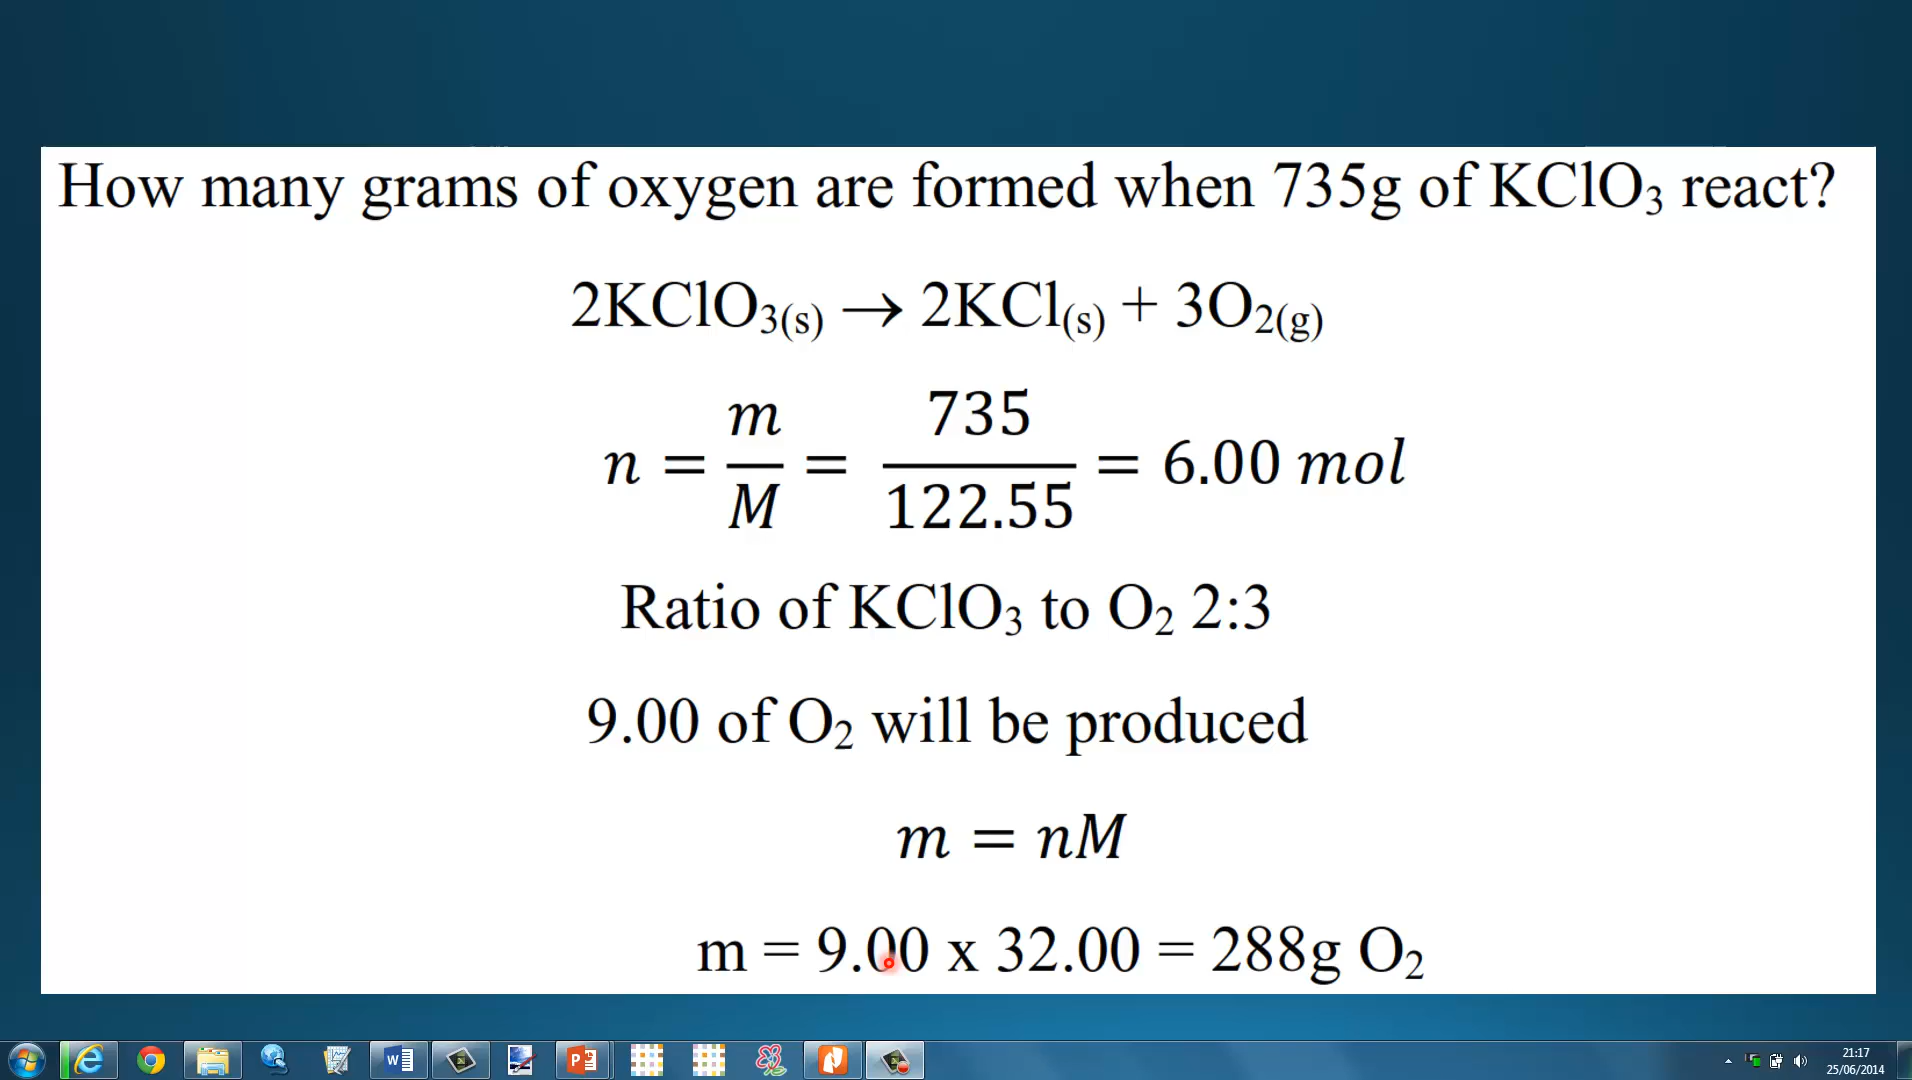 How many grams of oxygen are formed when 735g of KClO₃ react?
2KClO₃(s) → 2KCl(s) + 3O₂(g)
n = m/M = 735/122.55 = 6.00 mol
Ratio of KClO₃ to O₂ 2:3
9.00 of O₂ will be produced
m = nM
m = 9.00 x 32.00 = 288g O₂
21:17
25/06/2014